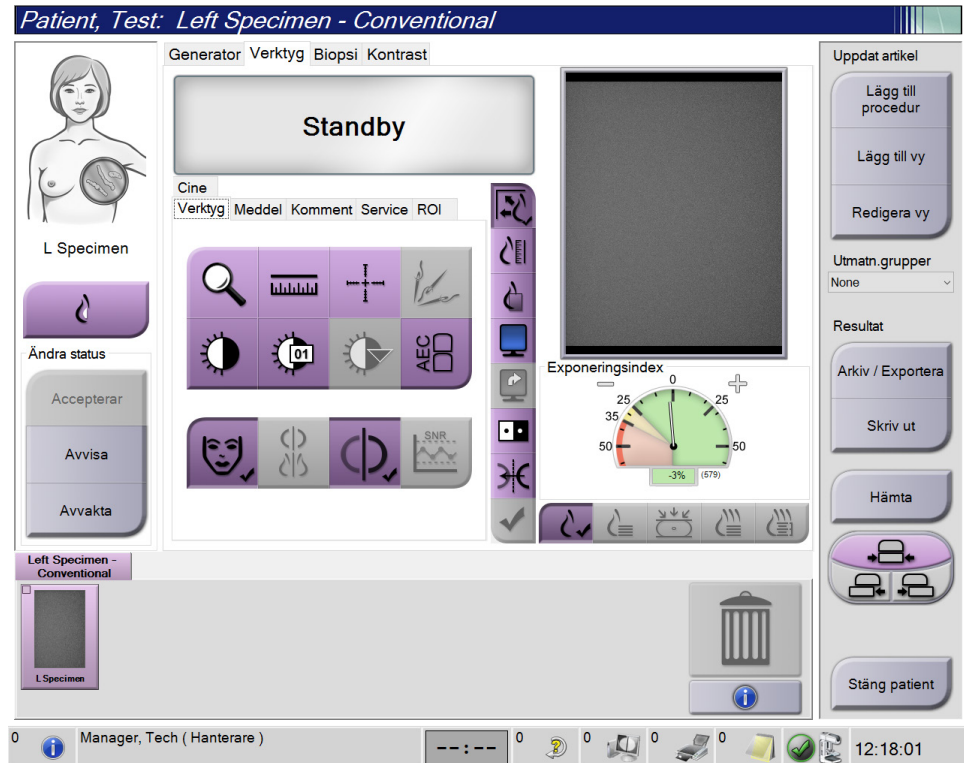 Patient, Test: Left Specimen - Conventional
Generator Verktyg Biopsi Kontrast
Standby
Cine
Verktyg Meddel Komment Service ROI
01
AEC
SNR
L Specimen
Ändra status
Accepterar
Avvisa
Avvakta
Exponeringsindex
0
25
25
35
50
50
-3% (579)
Uppdat artikel
Lägg till
procedur
Lägg till vy
Redigera vy
Utmatn.grupper
None
Resultat
Arkiv / Exportera
Skriv ut
Hämta
Stäng patient
Left Specimen -
Conventional
L Specimen
0 Manager, Tech ( Hanterare ) --:-- 0 0 0 0 12:18:01